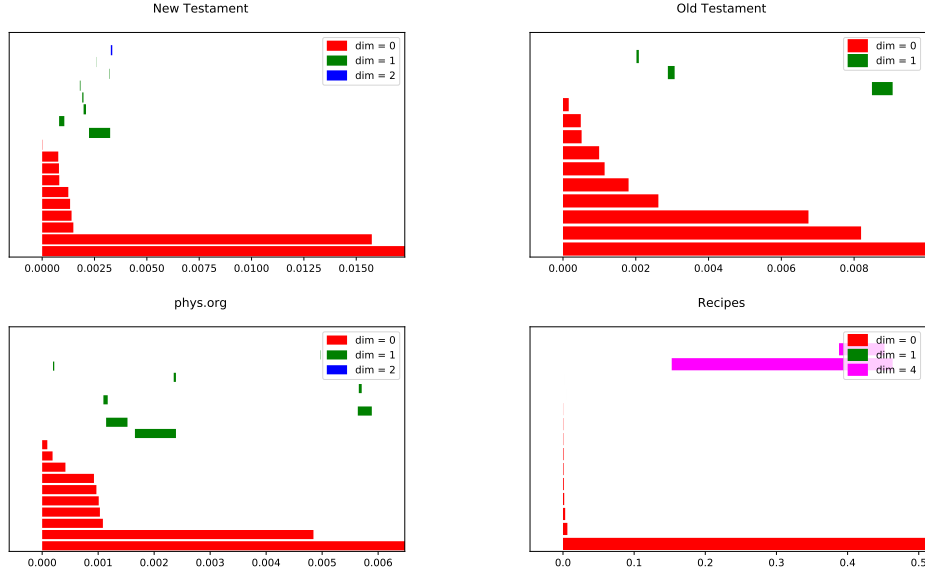 New Testament
dim = 0
dim = 1
dim = 2
0.0000 0.0025 0.0050 0.0075 0.0100 0.0125 0.0150
Old Testament
dim = 0
dim = 1
0.000 0.002 0.004 0.006 0.008
phys.org
dim = 0
dim = 1
dim = 2
0.000 0.001 0.002 0.003 0.004 0.005 0.006
Recipes
dim = 0
dim = 1
dim = 4
0.0 0.1 0.2 0.3 0.4 0.5